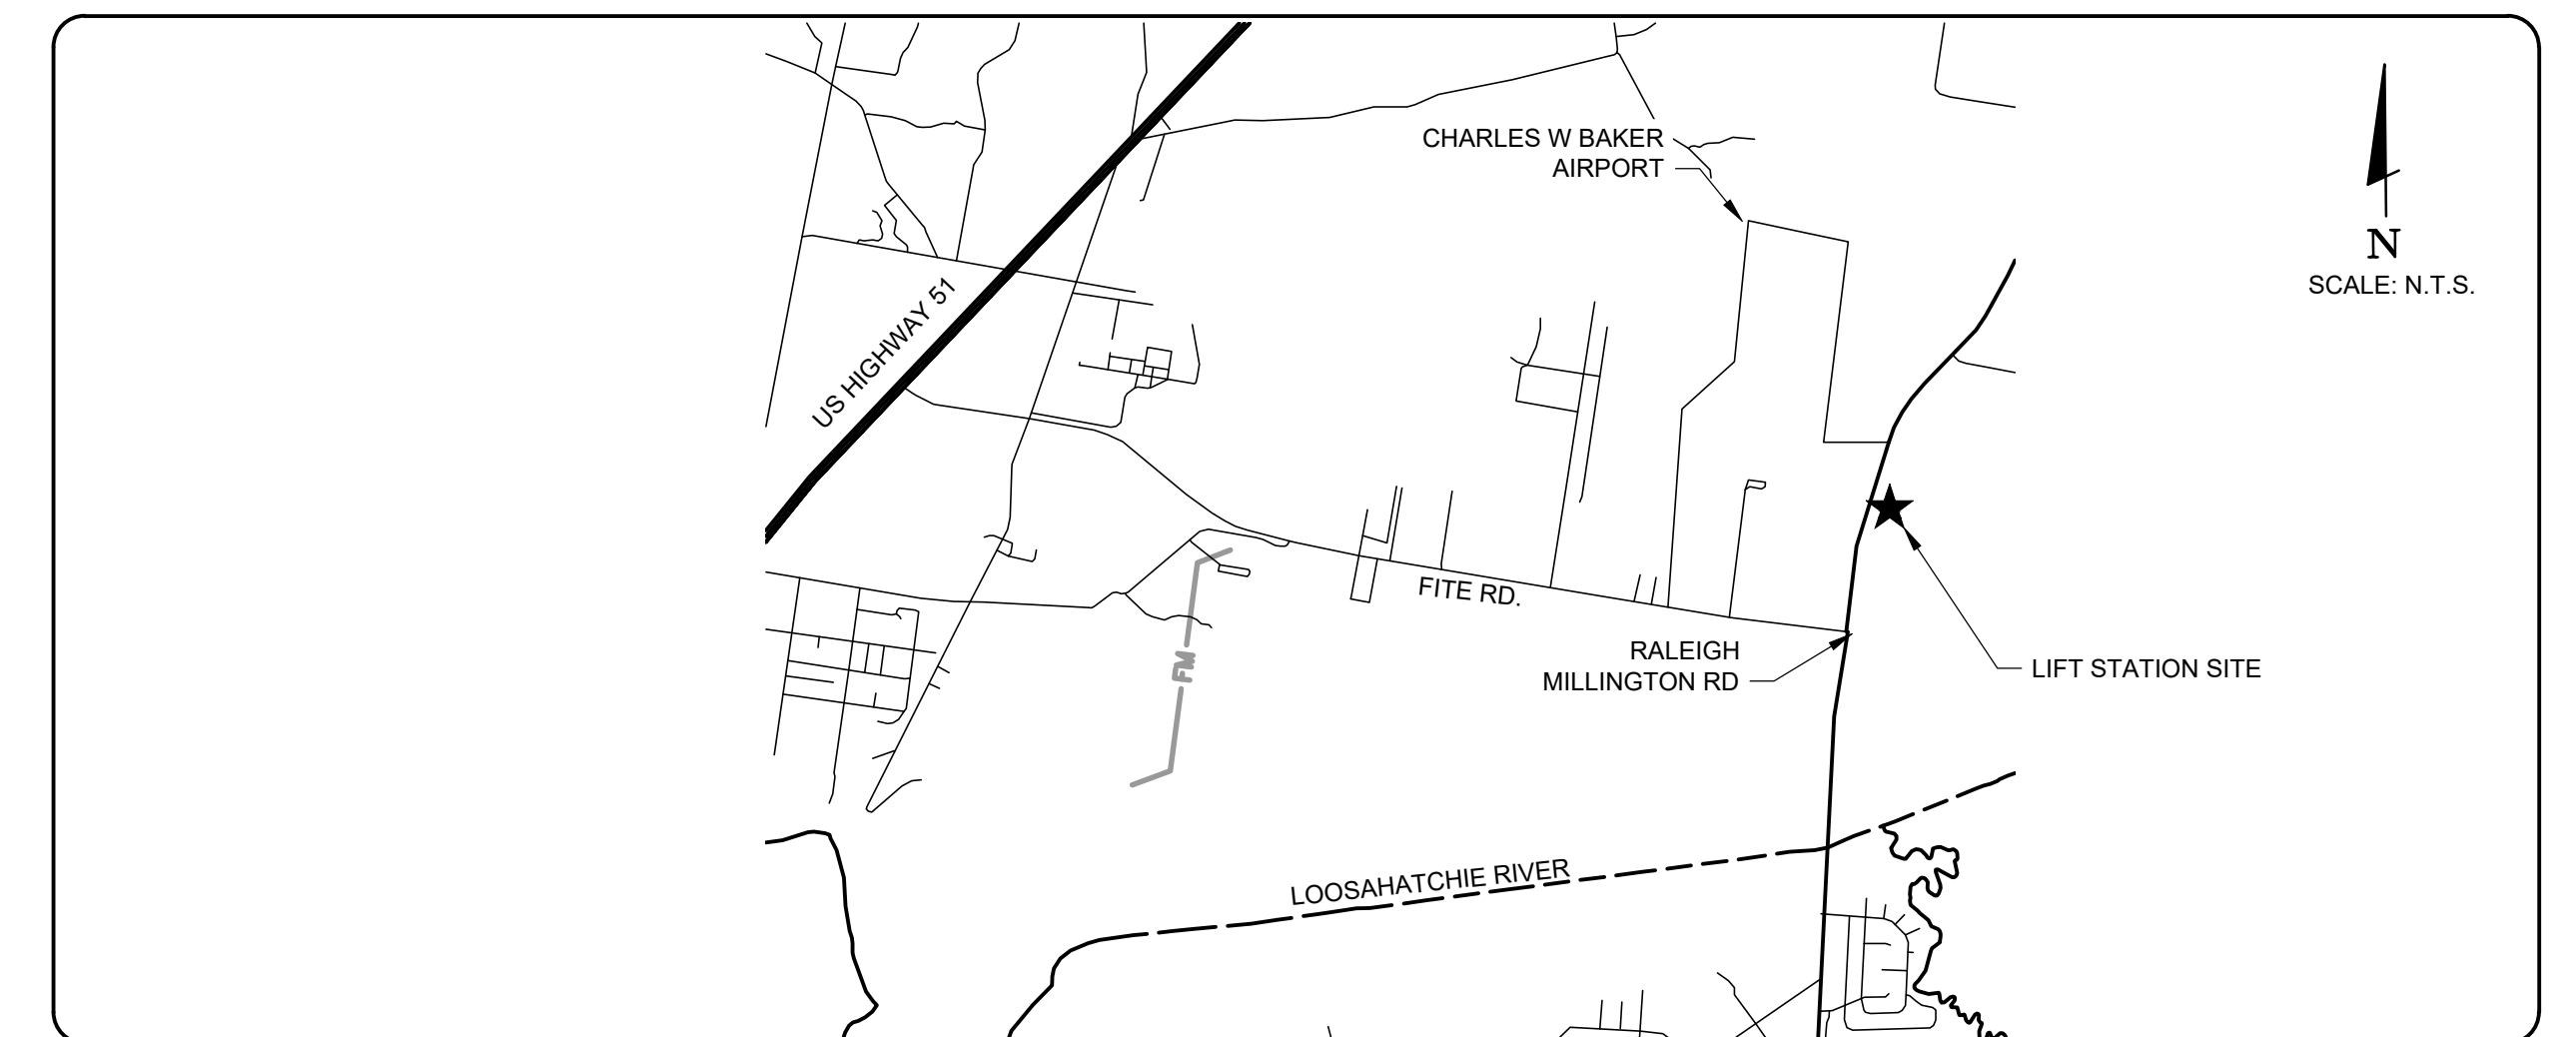 CHARLES W BAKER
AIRPORT
N
SCALE: N.T.S.
US HIGHWAY 51
FITE RD.
RALEIGH
MILLINGTON RD
LIFT STATION SITE
FM
LOOSAHATCHIE RIVER